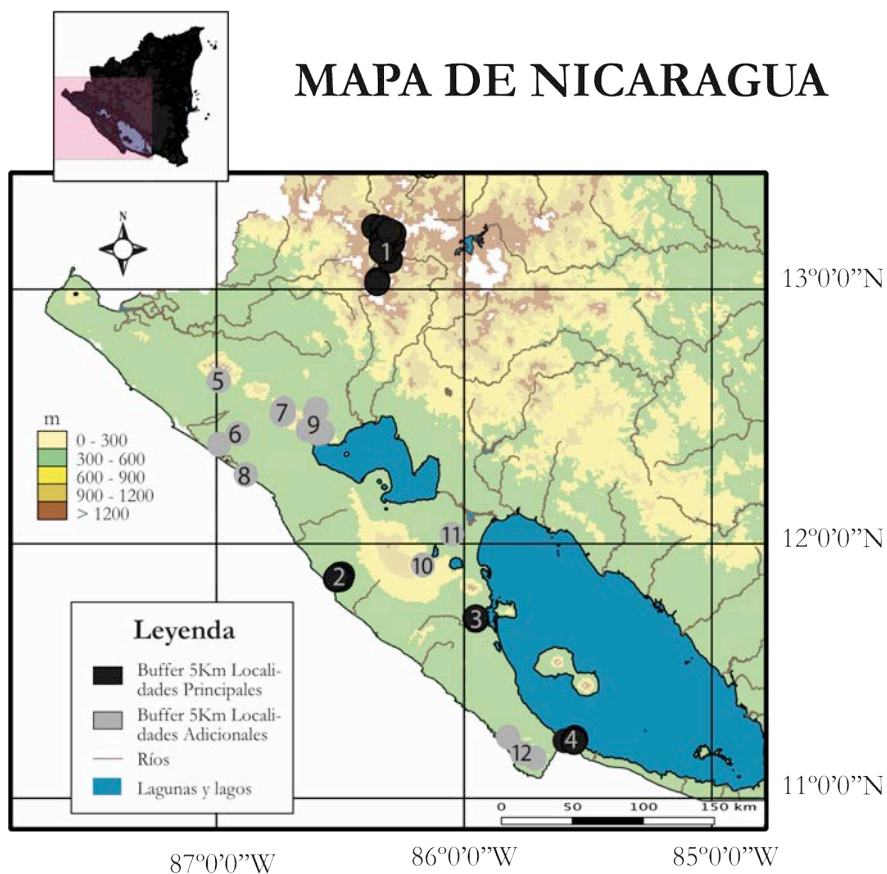 MAPA DE NICARAGUA
N
1
13°0'0"N
5
7
9
6
8
m
0 - 300
300 - 600
600 - 900
900 - 1200
> 1200
11
12°0'0"N
10
2
3
Leyenda
Buffer 5Km Locali-
dades Principales
Buffer 5Km Locali-
dades Adicionales
Ríos
Lagunas y lagos
4
12
11°0'0"N
0 50 100 150 km
87°0'0"W 86°0'0"W 85°0'0"W